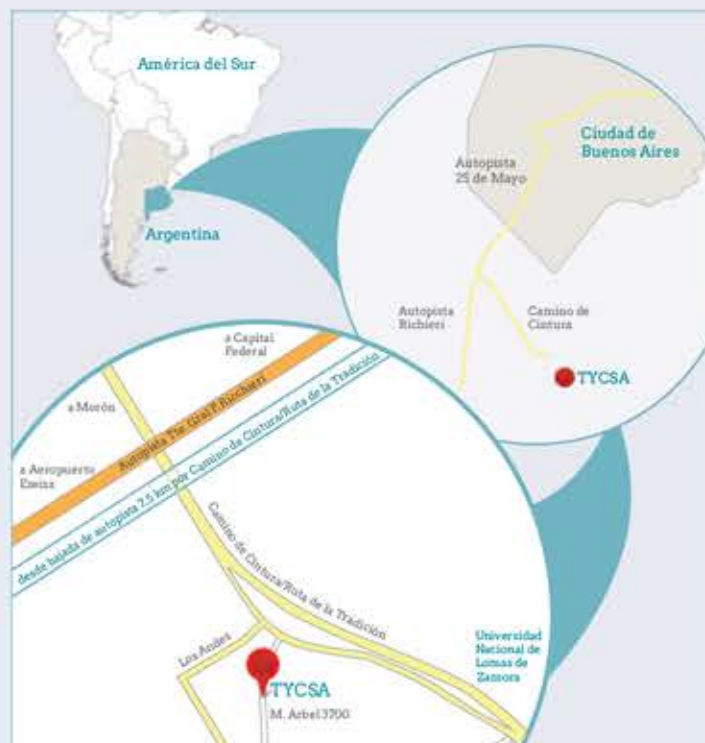 América del Sur
Argentina
Ciudad de
Buenos Aires
Autopista
25 de Mayo
Autopista
Richieri
Camino de
Cintura
TYCSA
a Capital
Federal
a Morón
Autopista Tte. Gral P. Ricchieri
a Aeropuerto
Ezeiza
desde bajada de autopista 7.5 km por Camino de Cintura/Ruta de la Tradición
Camino de Cintura/Ruta de la Tradición
Los Andes
Universidad
Nacional de
Lomas de
Zamora
TYCSA
M. Arbel 3700